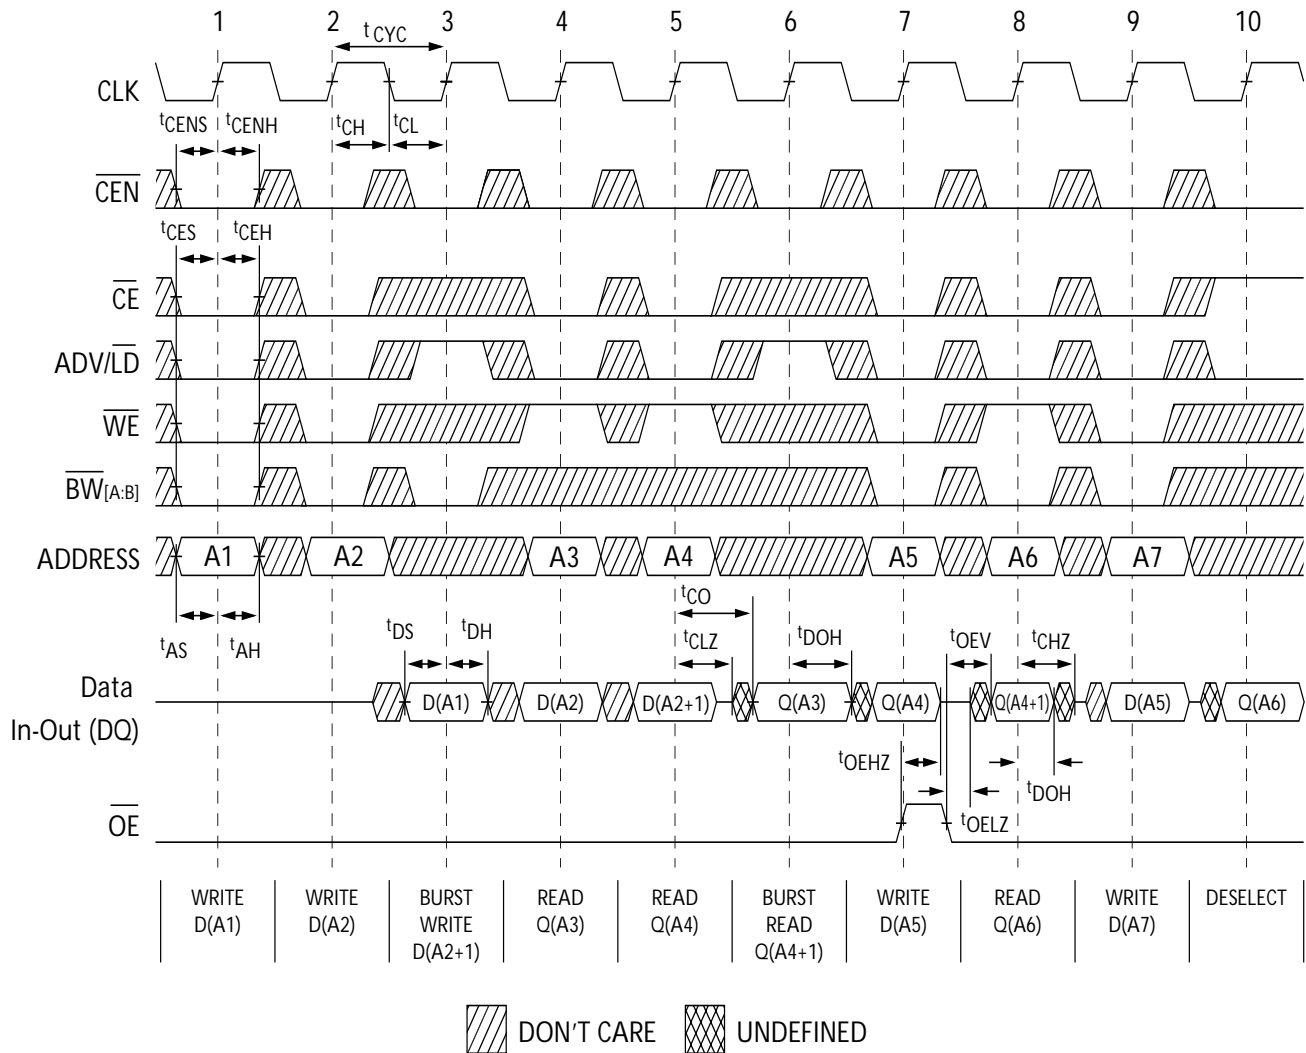 1 2 3 4 5 6 7 8 9 10
tCYC
CLK
tCENS tCENH tCH tCL
CEN
tCES tCEH
CE
ADV/LD
WE
BW[A:B]
ADDRESS A1 A2 A3 A4 A5 A6 A7
tCO
tAS tAH tDS tDH tCLZ tDOH tOEV tCHZ
Data
In-Out (DQ)
D(A1) D(A2) D(A2+1) Q(A3) Q(A4) Q(A4+1) D(A5) Q(A6)
tOEHZ tDOH
tOELZ
OE
WRITE
D(A1)
WRITE
D(A2)
BURST
WRITE
D(A2+1)
READ
Q(A3)
READ
Q(A4)
BURST
READ
Q(A4+1)
WRITE
D(A5)
READ
Q(A6)
WRITE
D(A7)
DESELECT
DON'T CARE UNDEFINED